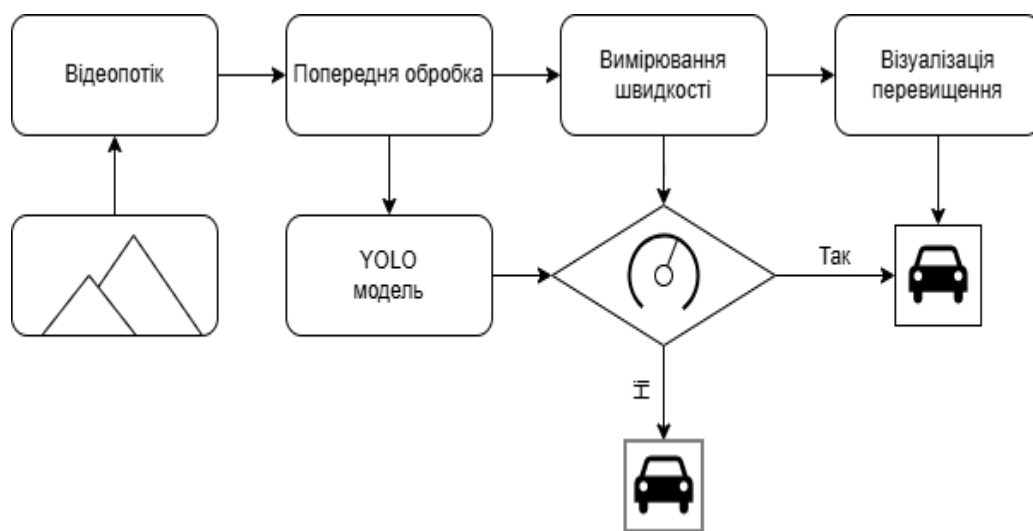 Відеопотік
Попередня обробка
Вимірювання
швидкості
Візуалізація
перевищення
YOLO
модель
Так
Ні